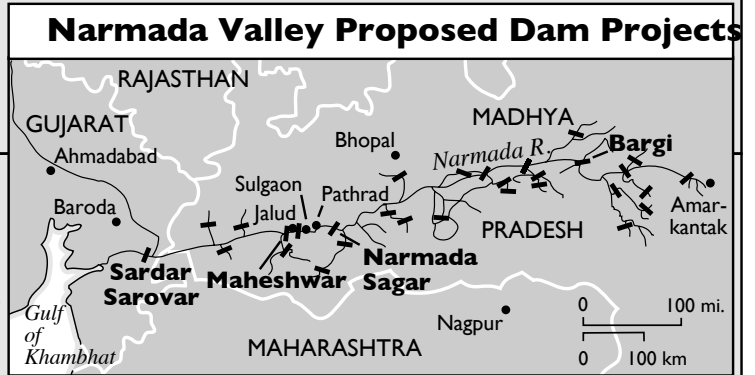 Narmada Valley Proposed Dam Projects
RAJASTHAN
GUJARAT
MADHYA
Ahmadabad
Bhopal
Narmada R.
Bargi
Sulgaon
Pathrad
Baroda
Jalud
Amar-
kantak
PRADESH
Sardar
Sarovar
Maheshwar
Narmada
Sagar
Gulf
of
Khambhat
Nagpur
0 100 mi.
0 100 km
MAHARASHTRA